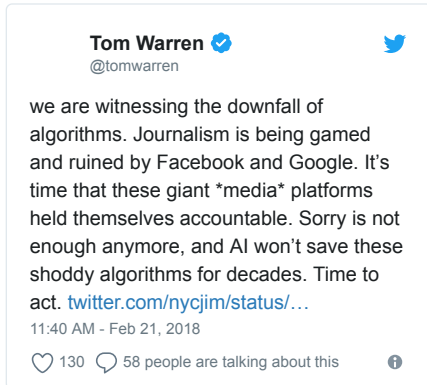 Tom Warren
@tomwarren
we are witnessing the downfall of
algorithms. Journalism is being gamed
and ruined by Facebook and Google. It’s
time that these giant *media* platforms
held themselves accountable. Sorry is not
enough anymore, and AI won’t save these
shoddy algorithms for decades. Time to
act. twitter.com/nycjim/status/…
11:40 AM - Feb 21, 2018
130 58 people are talking about this